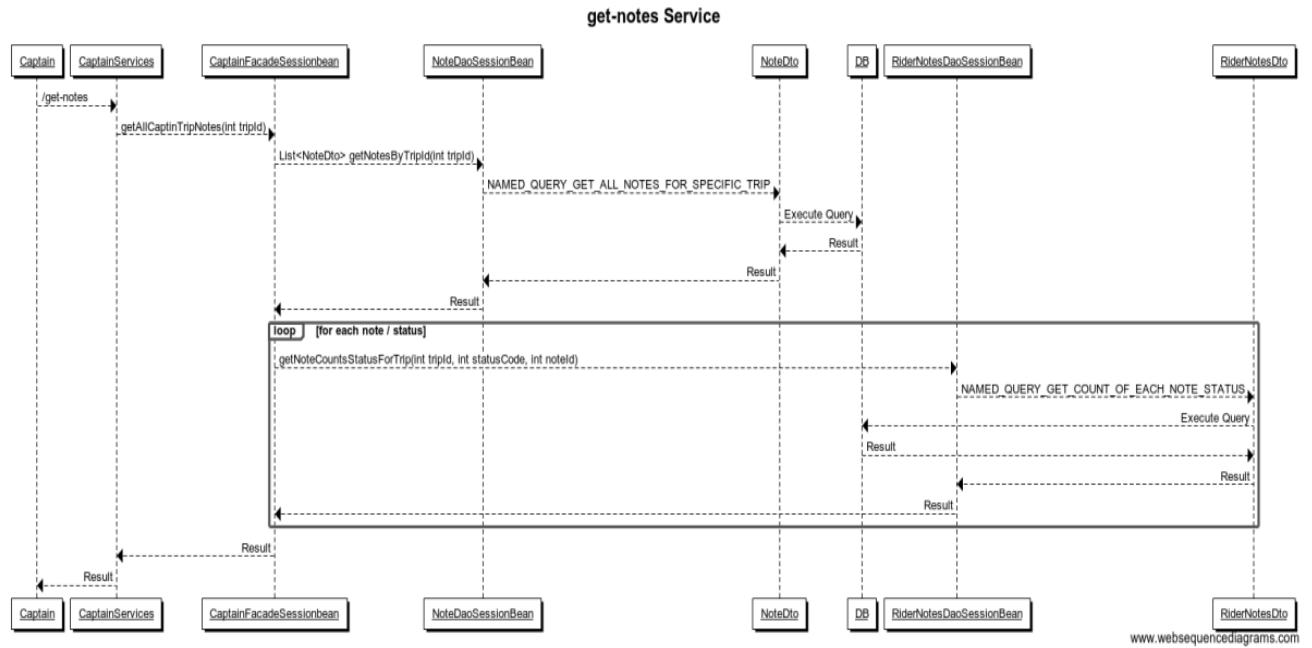 get-notes Service
Captain CaptainServices CaptainFacadeSessionbean NoteDaoSessionBean NoteDto DB RiderNotesDaoSessionBean RiderNotesDto
/get-notes
getAllCaptinTripNotes(int tripId)
List<NoteDto> getNotesByTripId(int tripId)
NAMED_QUERY_GET_ALL_NOTES_FOR_SPECIFIC_TRIP
Execute Query
Result
Result
Result
loop [for each note / status]
getNoteCountsStatusForTrip(int tripId, int statusCode, int noteId)
NAMED_QUERY_GET_COUNT_OF_EACH_NOTE_STATUS
Execute Query
Result
Result
Result
Result
Result
Captain CaptainServices CaptainFacadeSessionbean NoteDaoSessionBean NoteDto DB RiderNotesDaoSessionBean RiderNotesDto
www.websequencediagrams.com